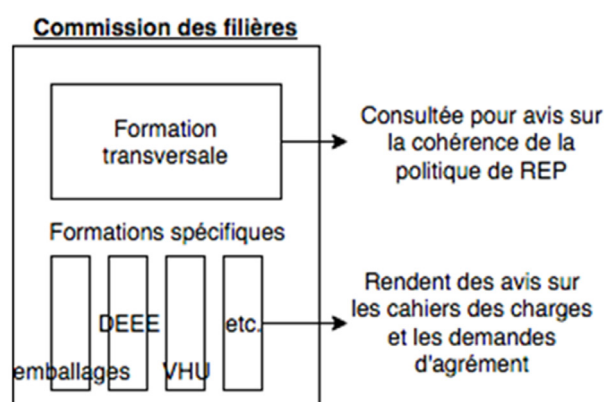 Commission des filières
Formation
transversale
Consultée pour avis sur
la cohérence de la
politique de REP
Formations spécifiques
emballages
DEEE
VHU
etc.
Rendent des avis sur
les cahiers des charges
et les demandes
d'agrément